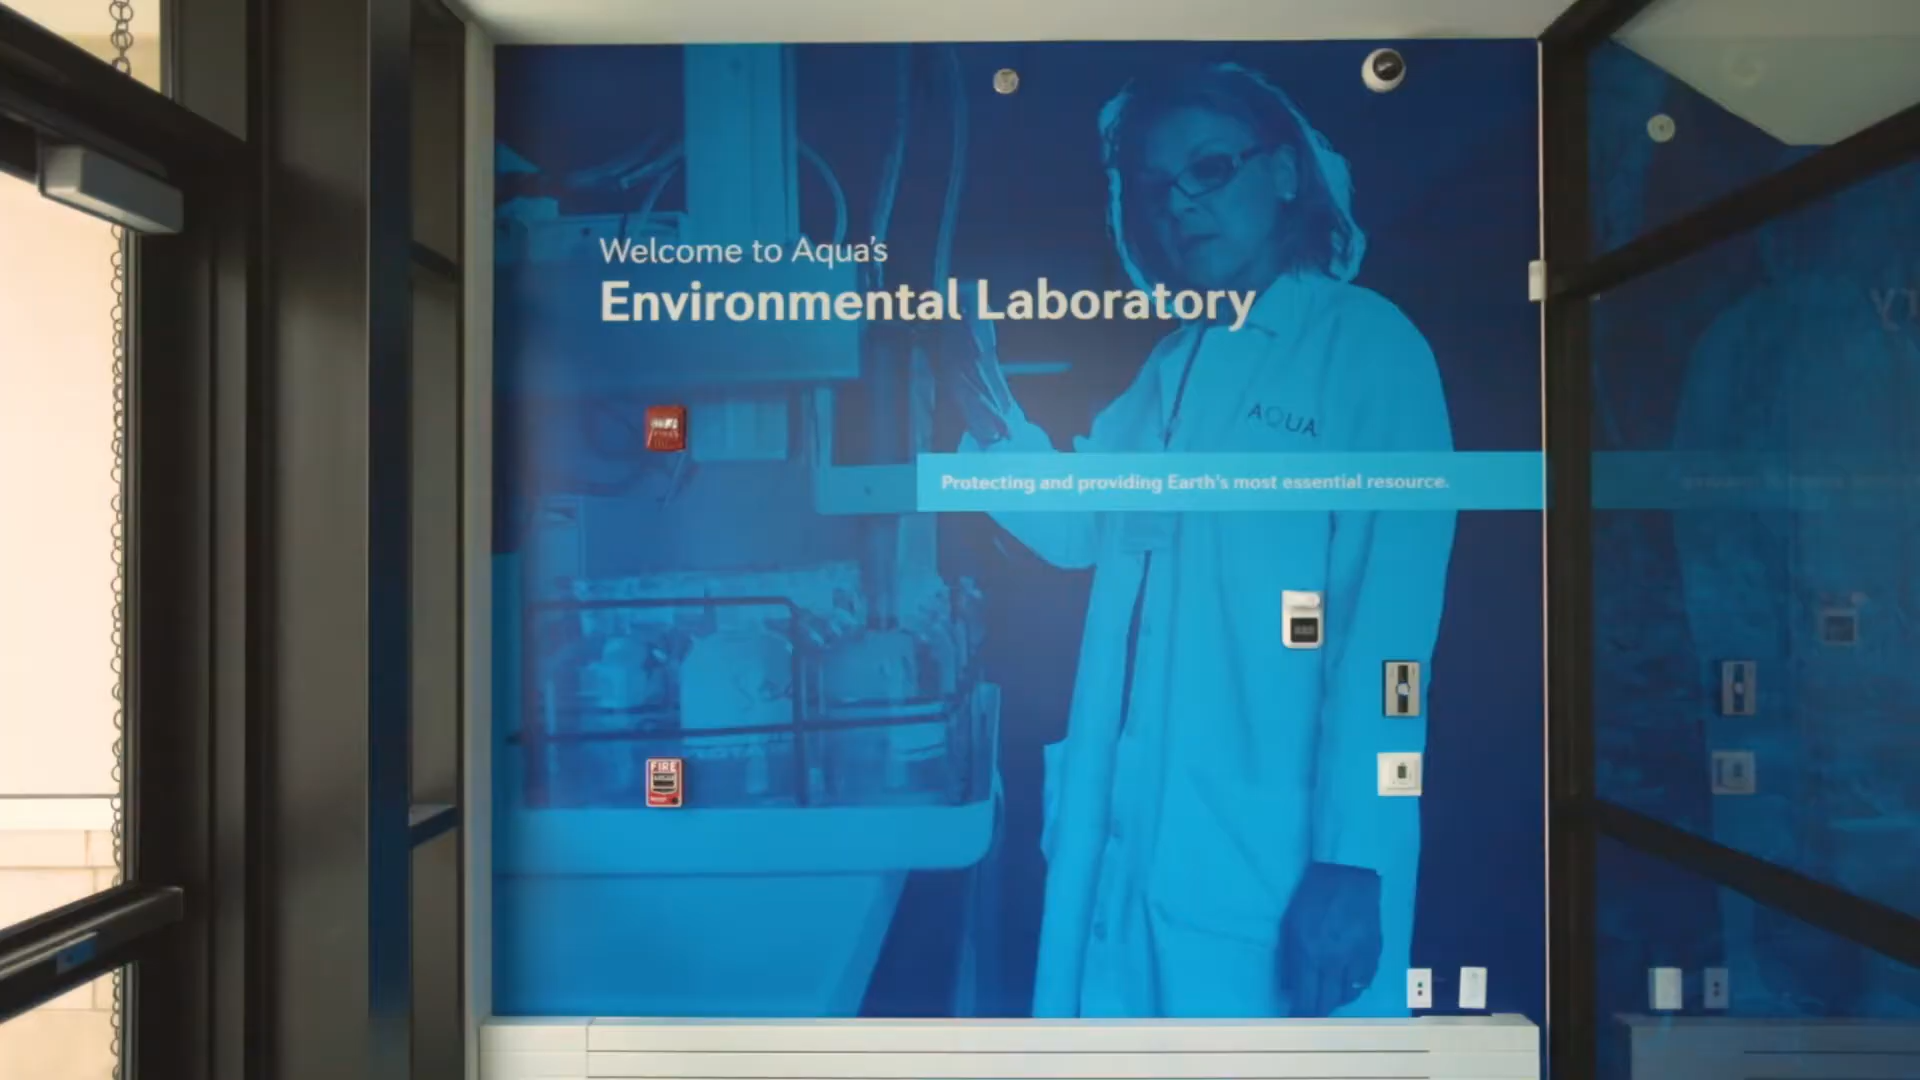 Welcome to Aqua's
Environmental Laboratory
AQUA
Protecting and providing Earth's most essential resource.
FIRE